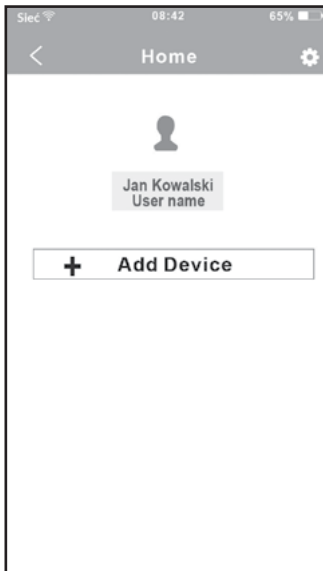 Sieć 08:42 65%
Home
Jan Kowalski
User name
+ Add Device